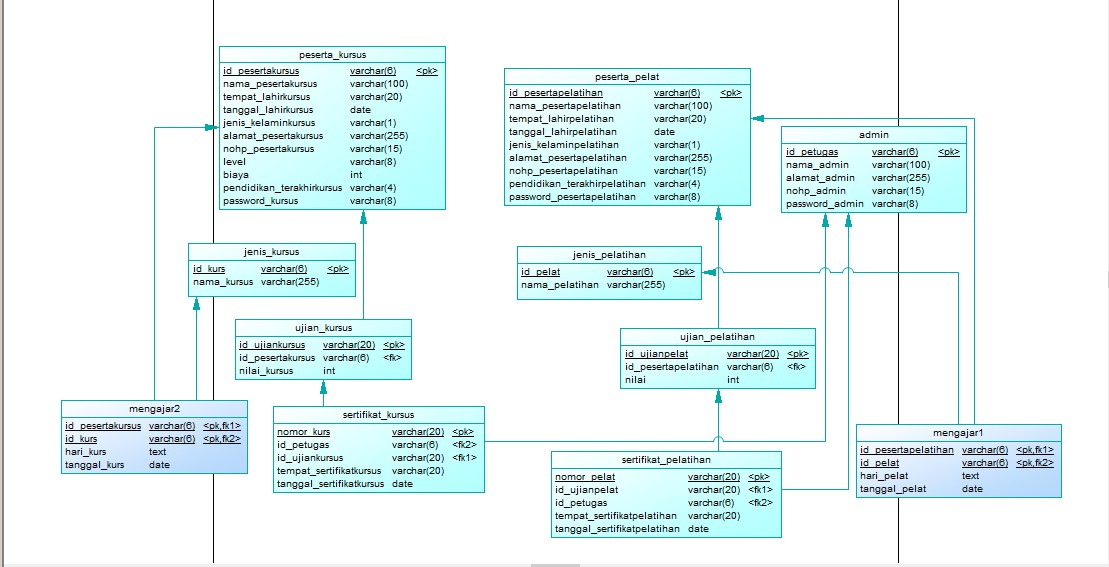 peserta_kursus
id_pesertakursus varchar(6) <pk>
nama_pesertakursus varchar(100)
tempat_lahirkursus varchar(20)
tanggal_lahirkursus date
jenis_kelaminkursus varchar(1)
alamat_pesertakursus varchar(255)
nohp_pesertakursus varchar(15)
level varchar(8)
biaya int
pendidikan_terakhirkursus varchar(4)
password_kursus varchar(8)
peserta_pelat
id_pesertapelatihan varchar(6) <pk>
nama_pesertapelatihan varchar(100)
tempat_lahirpelatihan varchar(20)
tanggal_lahirpelatihan date
jenis_kelaminpelatihan varchar(1)
alamat_pesertapelatihan varchar(255)
nohp_pesertapelatihan varchar(15)
pendidikan_terakhirpelatihan varchar(4)
password_pesertapelatihan varchar(8)
admin
id_petugas varchar(6) <pk>
nama_admin varchar(100)
alamat_admin varchar(255)
nohp_admin varchar(15)
password_admin varchar(8)
jenis_kursus
id_kurs varchar(6) <pk>
nama_kursus varchar(255)
jenis_pelatihan
id_pelat varchar(6) <pk>
nama_pelatihan varchar(255)
ujian_kursus
id_ujiankursus varchar(20) <pk>
id_pesertakursus varchar(6) <fk>
nilai_kursus int
ujian_pelatihan
id_ujianpelat varchar(20) <pk>
id_pesertapelatihan varchar(6) <fk>
nilai int
mengajar2
id_pesertakursus varchar(6) <pk,fk1>
id_kurs varchar(6) <pk,fk2>
hari_kurs text
tanggal_kurs date
sertifikat_kursus
nomor_kurs varchar(20) <pk>
id_petugas varchar(6) <fk2>
id_ujiankursus varchar(20) <fk1>
tempat_sertifikatkursus varchar(20)
tanggal_sertifikatkursus date
sertifikat_pelatihan
nomor_pelat varchar(20) <pk>
id_ujianpelat varchar(20) <fk1>
id_petugas varchar(6) <fk2>
tempat_sertifikatpelatihan varchar(20)
tanggal_sertifikatpelatihan date
mengajar1
id_pesertapelatihan varchar(6) <pk,fk1>
id_pelat varchar(6) <pk,fk2>
hari_pelat text
tanggal_pelat date